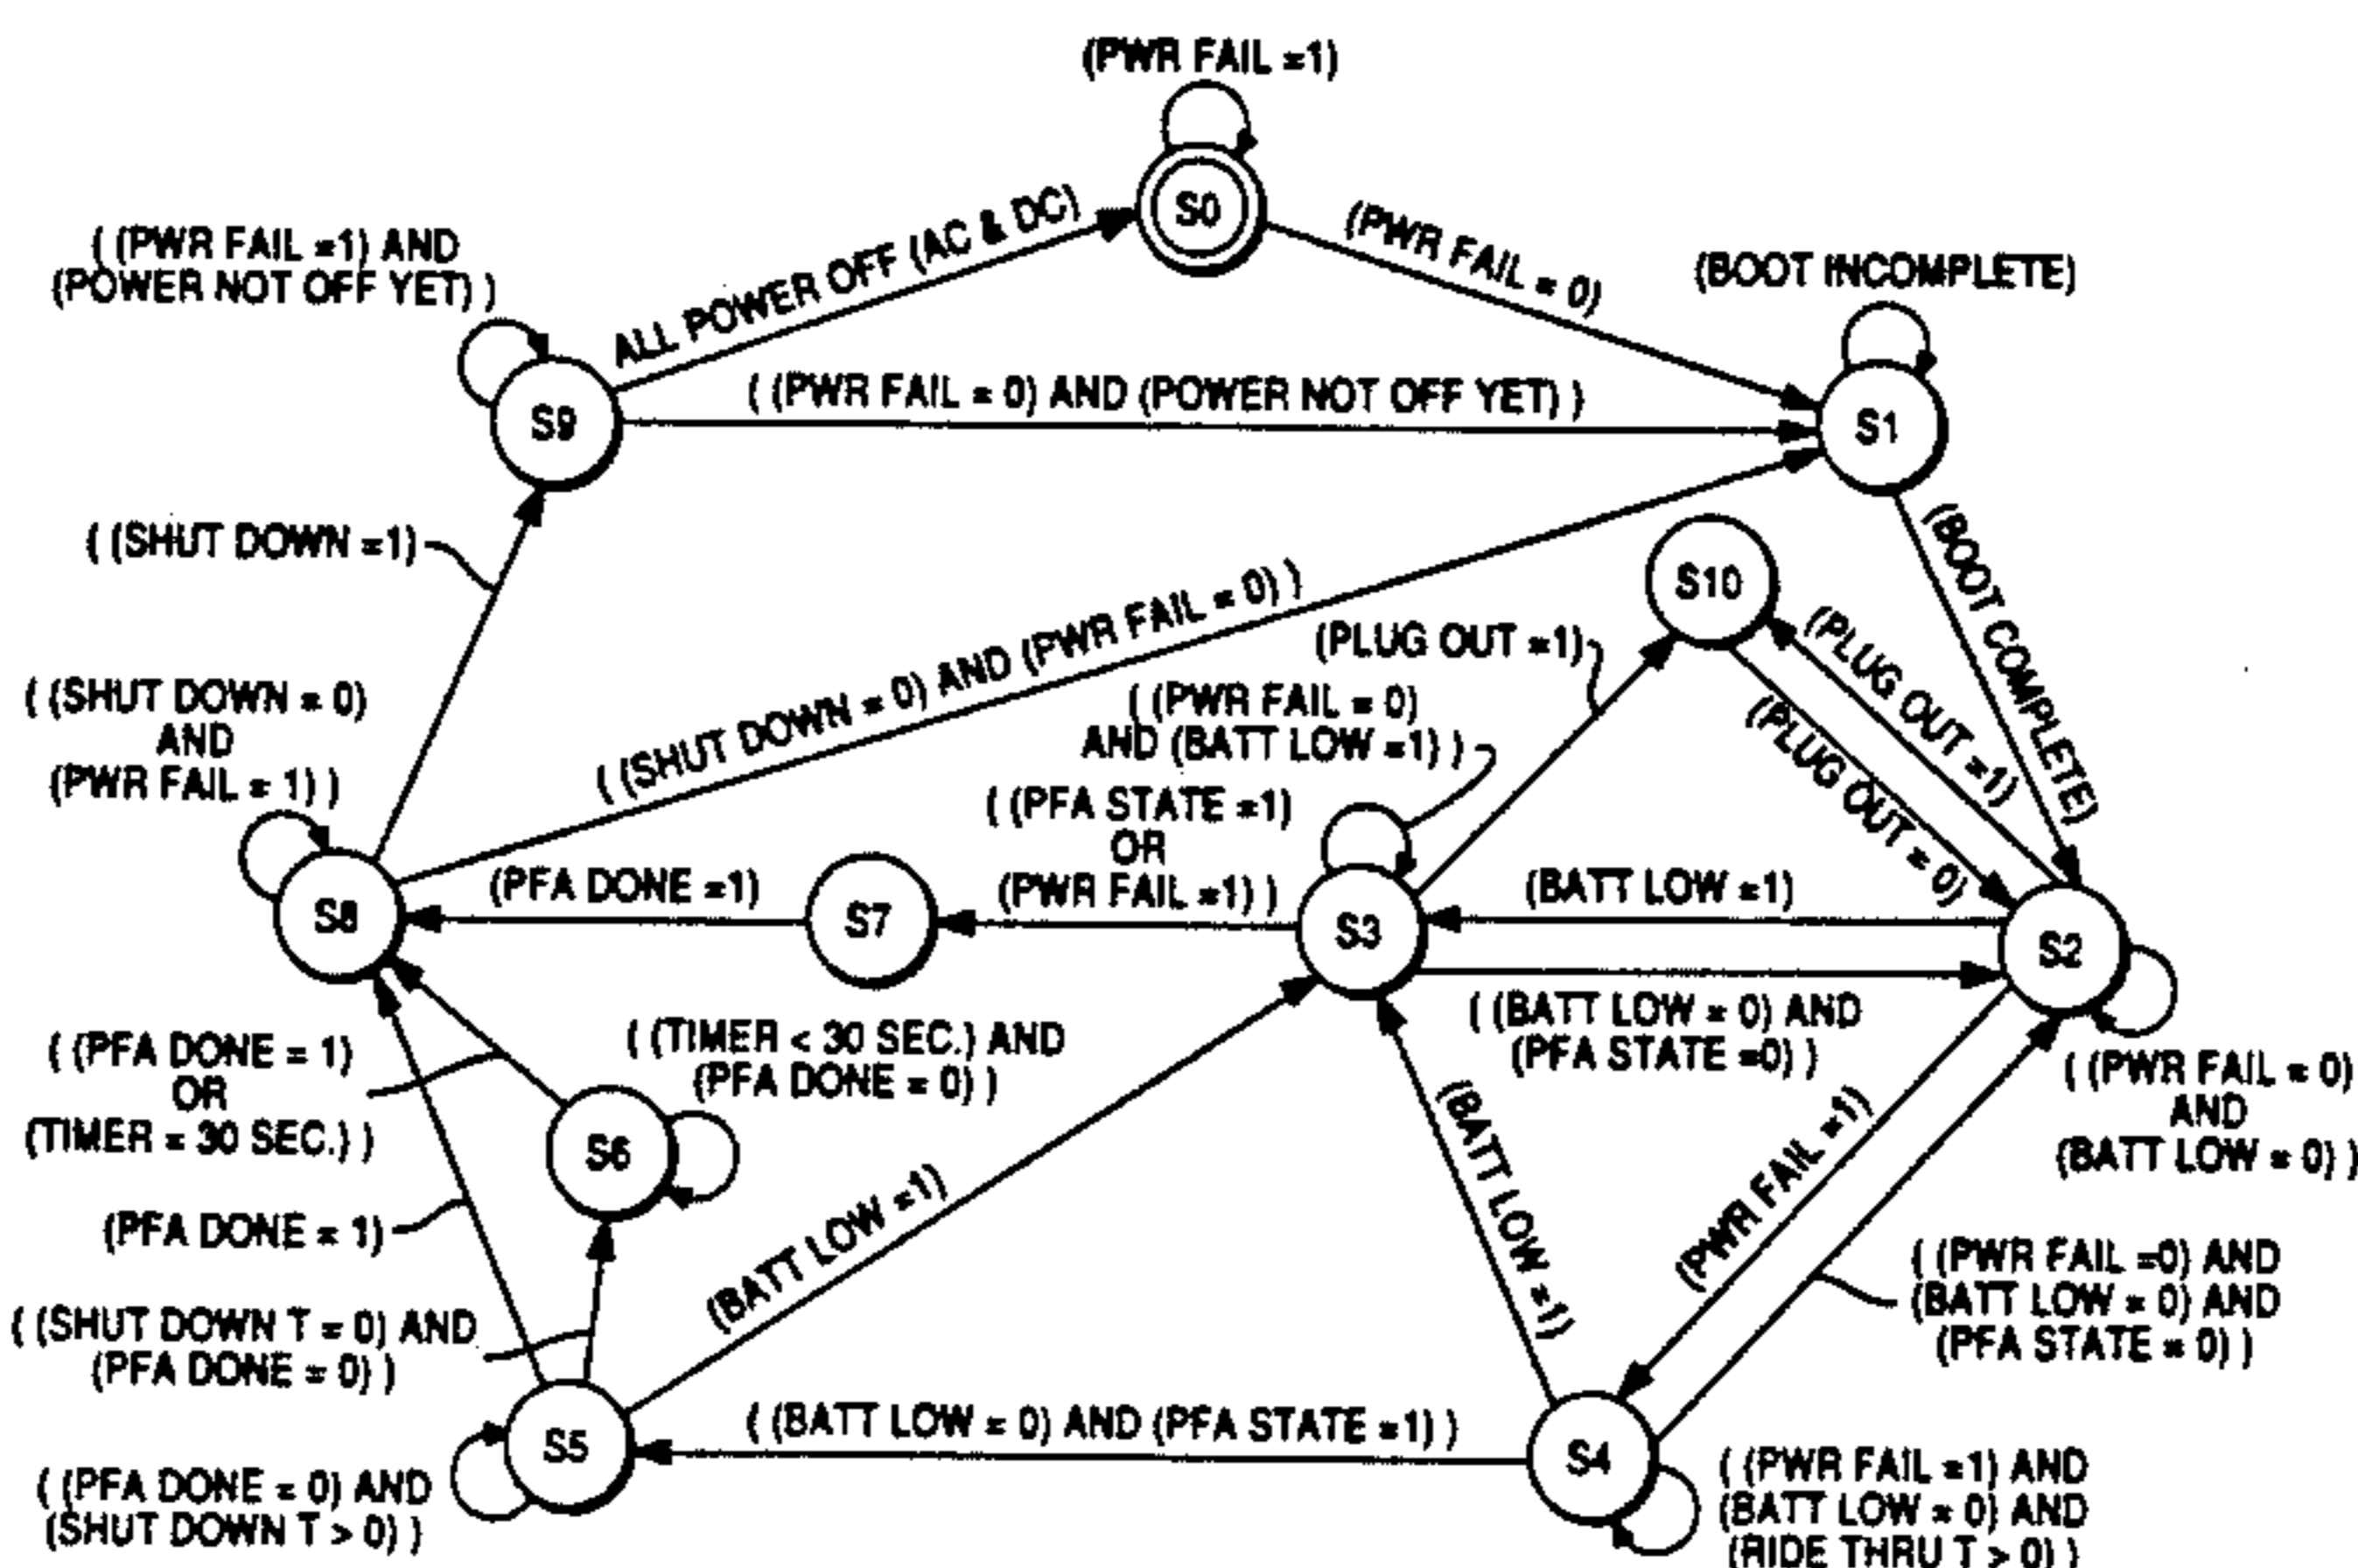 (PWR FAIL =1)
S0
ALL POWER OFF (AC & DC)
(PWR FAIL = 0)
( (PWR FAIL =1) AND
(POWER NOT OFF YET) )
(BOOT INCOMPLETE)
S9
( (PWR FAIL = 0) AND (POWER NOT OFF YET) )
S1
( (SHUT DOWN =1)
(BOOT COMPLETE)
S10
( (SHUT DOWN = 0) AND (PWR FAIL = 0) )
(PLUG OUT =1)
(PLUG OUT =1)
(PLUG OUT = 0)
( (SHUT DOWN = 0)
AND
(PWR FAIL = 1) )
( (PWR FAIL = 0)
AND (BATT LOW =1) )
( (PFA STATE =1)
OR
(PWR FAIL =1) )
(PFA DONE =1)
(BATT LOW =1)
S8
S7
S3
S2
( (BATT LOW = 0) AND
(PFA STATE =0) )
( (PWR FAIL = 0)
AND
(BATT LOW = 0) )
( (PFA DONE = 1)
OR
(TIMER = 30 SEC.) )
( (TIMER < 30 SEC.) AND
(PFA DONE = 0) )
S6
(BATT LOW =1)
(BATT LOW =1)
(PWR FAIL =1)
(PFA DONE = 1)
( (PWR FAIL =0) AND
(BATT LOW = 0) AND
(PFA STATE = 0) )
( (SHUT DOWN T = 0) AND
(PFA DONE = 0) )
( (BATT LOW = 0) AND (PFA STATE =1) )
S5
S4
( (PFA DONE = 0) AND
(SHUT DOWN T > 0) )
( (PWR FAIL =1) AND
(BATT LOW = 0) AND
(RIDE THRU T > 0) )